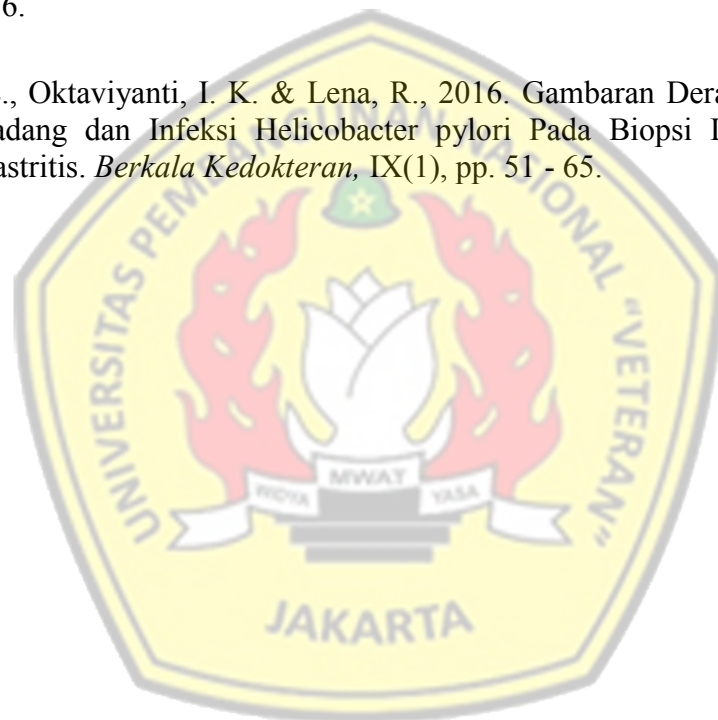 6.
., Oktaviyanti, I. K. & Lena, R., 2016. Gambaran Dera
adang dan Infeksi Helicobacter pylori Pada Biopsi
astritis. Berkala Kedokteran, IX(1), pp. 51 - 65.
UNIVERSITAS PEMBANGUNAN NASIONAL "VETERAN"
WIDYA MWAT YASA
JAKARTA